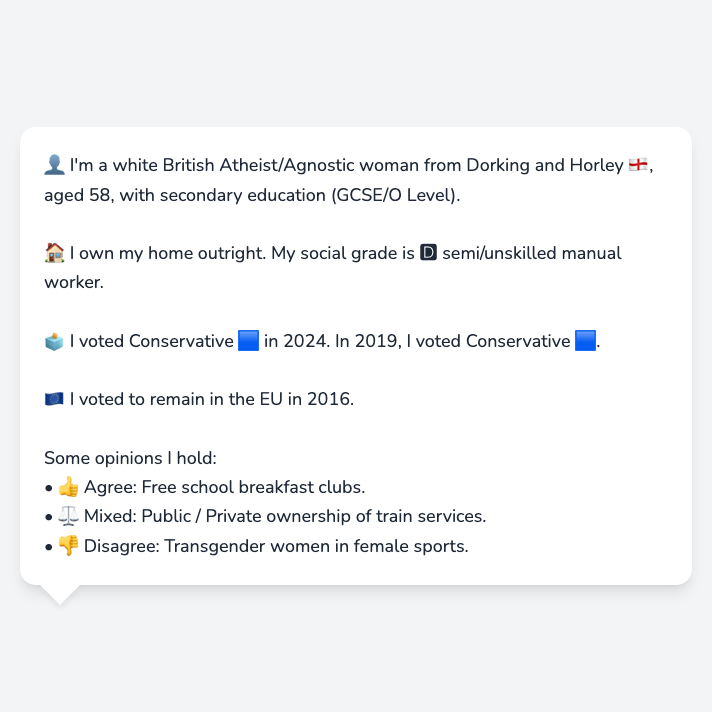 👤 I'm a white British Atheist/Agnostic woman from Dorking and Horley 🏴󠁧󠁢󠁥󠁮󠁧󠁿,
aged 58, with secondary education (GCSE/O Level).
🏠 I own my home outright. My social grade is 🅳 semi/unskilled manual
worker.
🗳️ I voted Conservative 🟦 in 2024. In 2019, I voted Conservative 🟦.
🇪🇺 I voted to remain in the EU in 2016.
Some opinions I hold:
• 👍 Agree: Free school breakfast clubs.
• ⚖️ Mixed: Public / Private ownership of train services.
• 👎 Disagree: Transgender women in female sports.